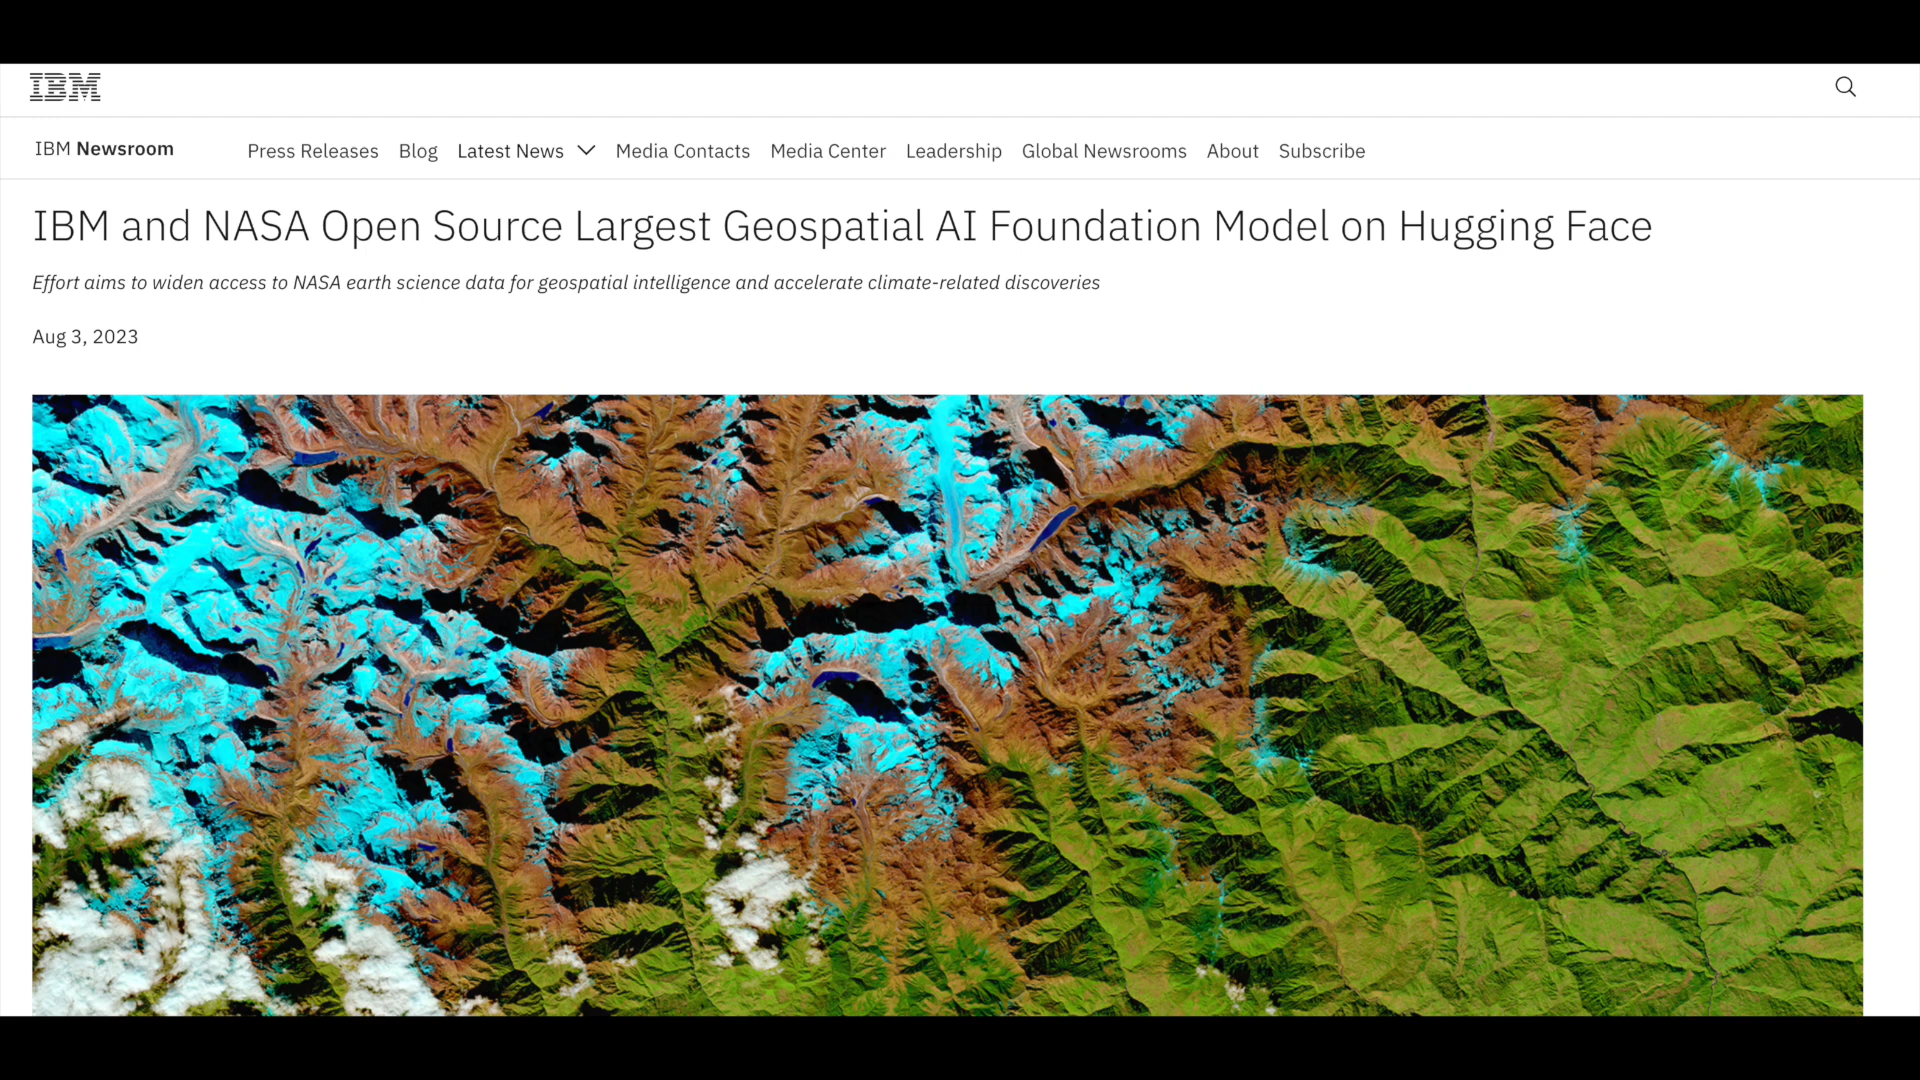 IBM
IBM Newsroom
Press Releases Blog Latest News Media Contacts Media Center Leadership Global Newsrooms About Subscribe
IBM and NASA Open Source Largest Geospatial AI Foundation Model on Hugging Face
Effort aims to widen access to NASA earth science data for geospatial intelligence and accelerate climate-related discoveries
Aug 3, 2023